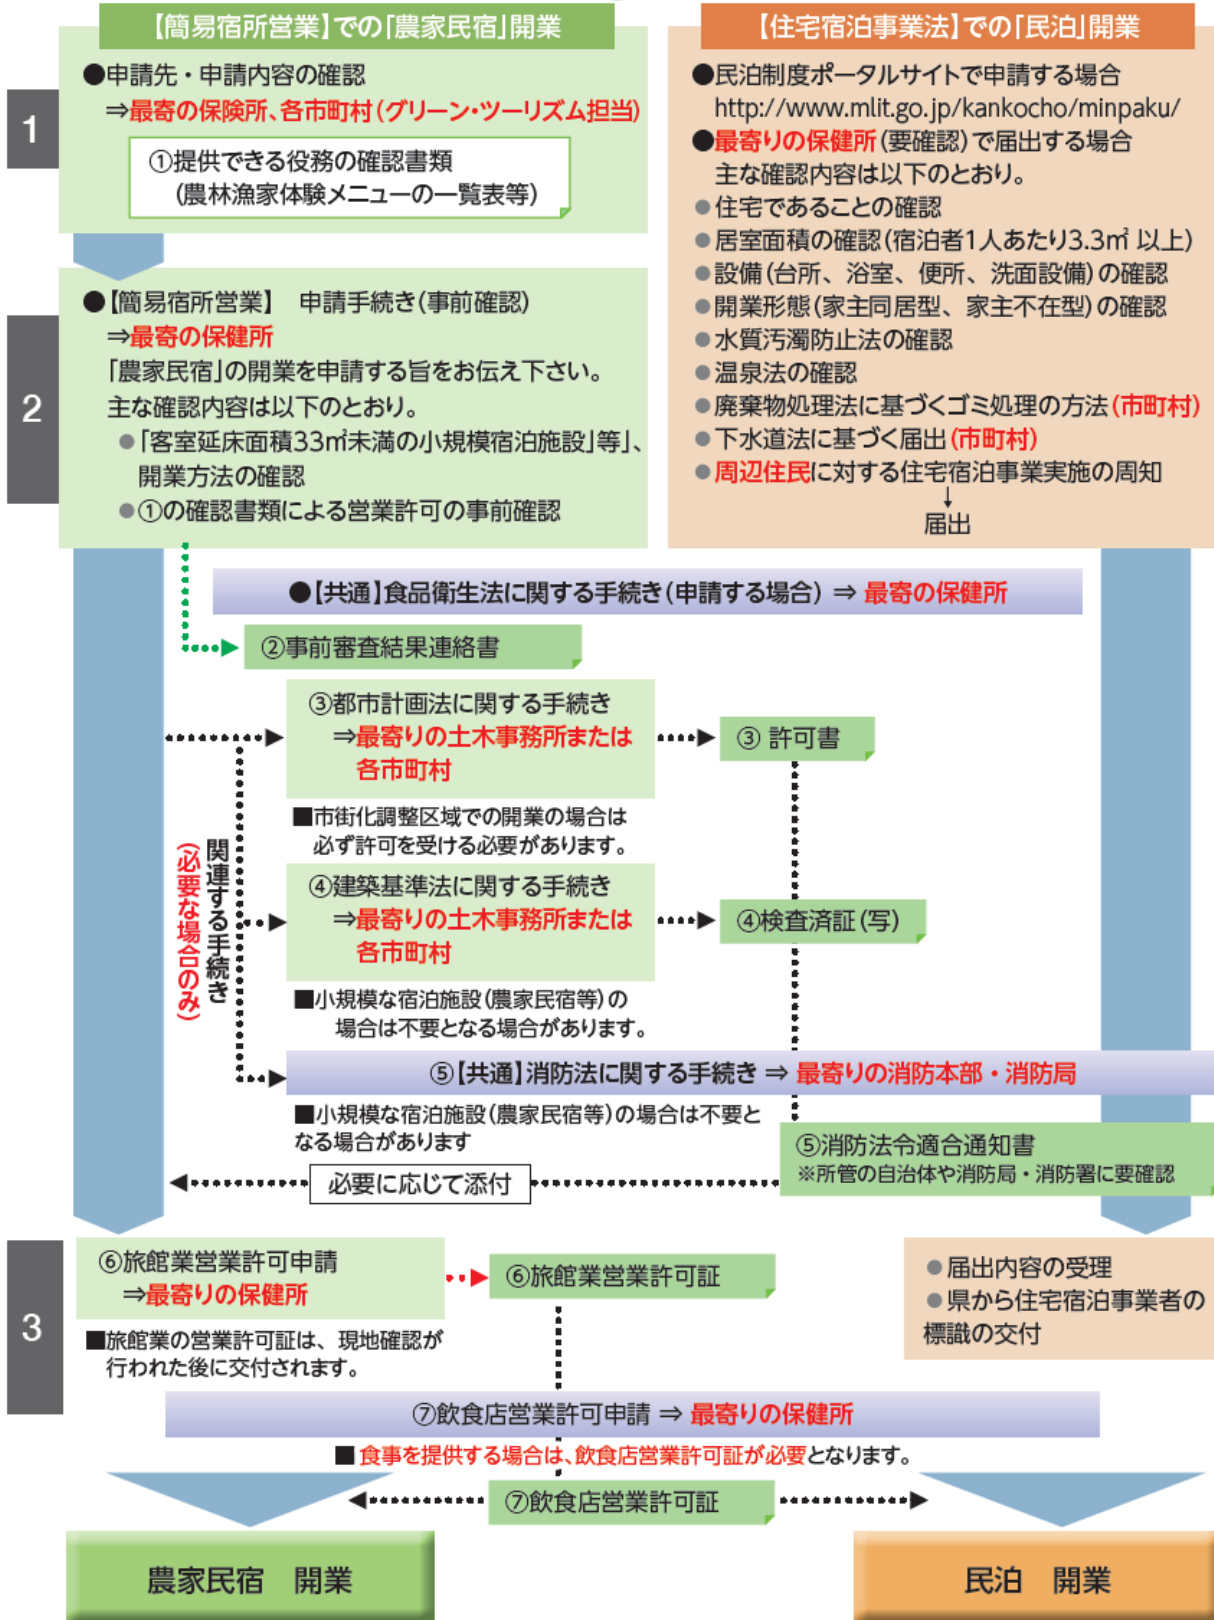 【簡易宿所営業】での「農家民宿」開業
1
●申請先・申請内容の確認
⇒最寄の保険所、各市町村(グリーン・ツーリズム担当)
①提供できる役務の確認書類
(農林漁家体験メニューの一覧表等)
2
●【簡易宿所営業】 申請手続き(事前確認)
⇒最寄の保健所
「農家民宿」の開業を申請する旨をお伝え下さい。
主な確認内容は以下のとおり。
●「客室延床面積33㎡未満の小規模宿泊施設」等」、
開業方法の確認
●①の確認書類による営業許可の事前確認
【住宅宿泊事業法】での「民泊」開業
●民泊制度ポータルサイトで申請する場合
http://www.mlit.go.jp/kankocho/minpaku/
●最寄りの保健所(要確認)で届出する場合
主な確認内容は以下のとおり。
●住宅であることの確認
●居室面積の確認(宿泊者1人あたり3.3㎡ 以上)
●設備(台所、浴室、便所、洗面設備)の確認
●開業形態(家主同居型、家主不在型)の確認
●水質汚濁防止法の確認
●温泉法の確認
●廃棄物処理法に基づくゴミ処理の方法(市町村)
●下水道法に基づく届出(市町村)
●周辺住民に対する住宅宿泊事業実施の周知
↓
届出
●【共通】食品衛生法に関する手続き(申請する場合) ⇒ 最寄の保健所
②事前審査結果連絡書
関連する手続き
(必要な場合のみ)
③都市計画法に関する手続き
⇒最寄りの土木事務所または
各市町村
③ 許可書
■市街化調整区域での開業の場合は
必ず許可を受ける必要があります。
④建築基準法に関する手続き
⇒最寄りの土木事務所または
各市町村
④検査済証(写)
■小規模な宿泊施設(農家民宿等)の
場合は不要となる場合があります。
⑤【共通】消防法に関する手続き ⇒ 最寄りの消防本部・消防局
■小規模な宿泊施設(農家民宿等)の場合は不要と
なる場合があります
⑤消防法令適合通知書
※所管の自治体や消防局・消防署に要確認
必要に応じて添付
3
⑥旅館業営業許可申請
⇒最寄りの保健所
⑥旅館業営業許可証
■旅館業の営業許可証は、現地確認が
行われた後に交付されます。
●届出内容の受理
●県から住宅宿泊事業者の
標識の交付
⑦飲食店営業許可申請 ⇒ 最寄りの保健所
■食事を提供する場合は、飲食店営業許可証が必要となります。
⑦飲食店営業許可証
農家民宿 開業
民泊 開業